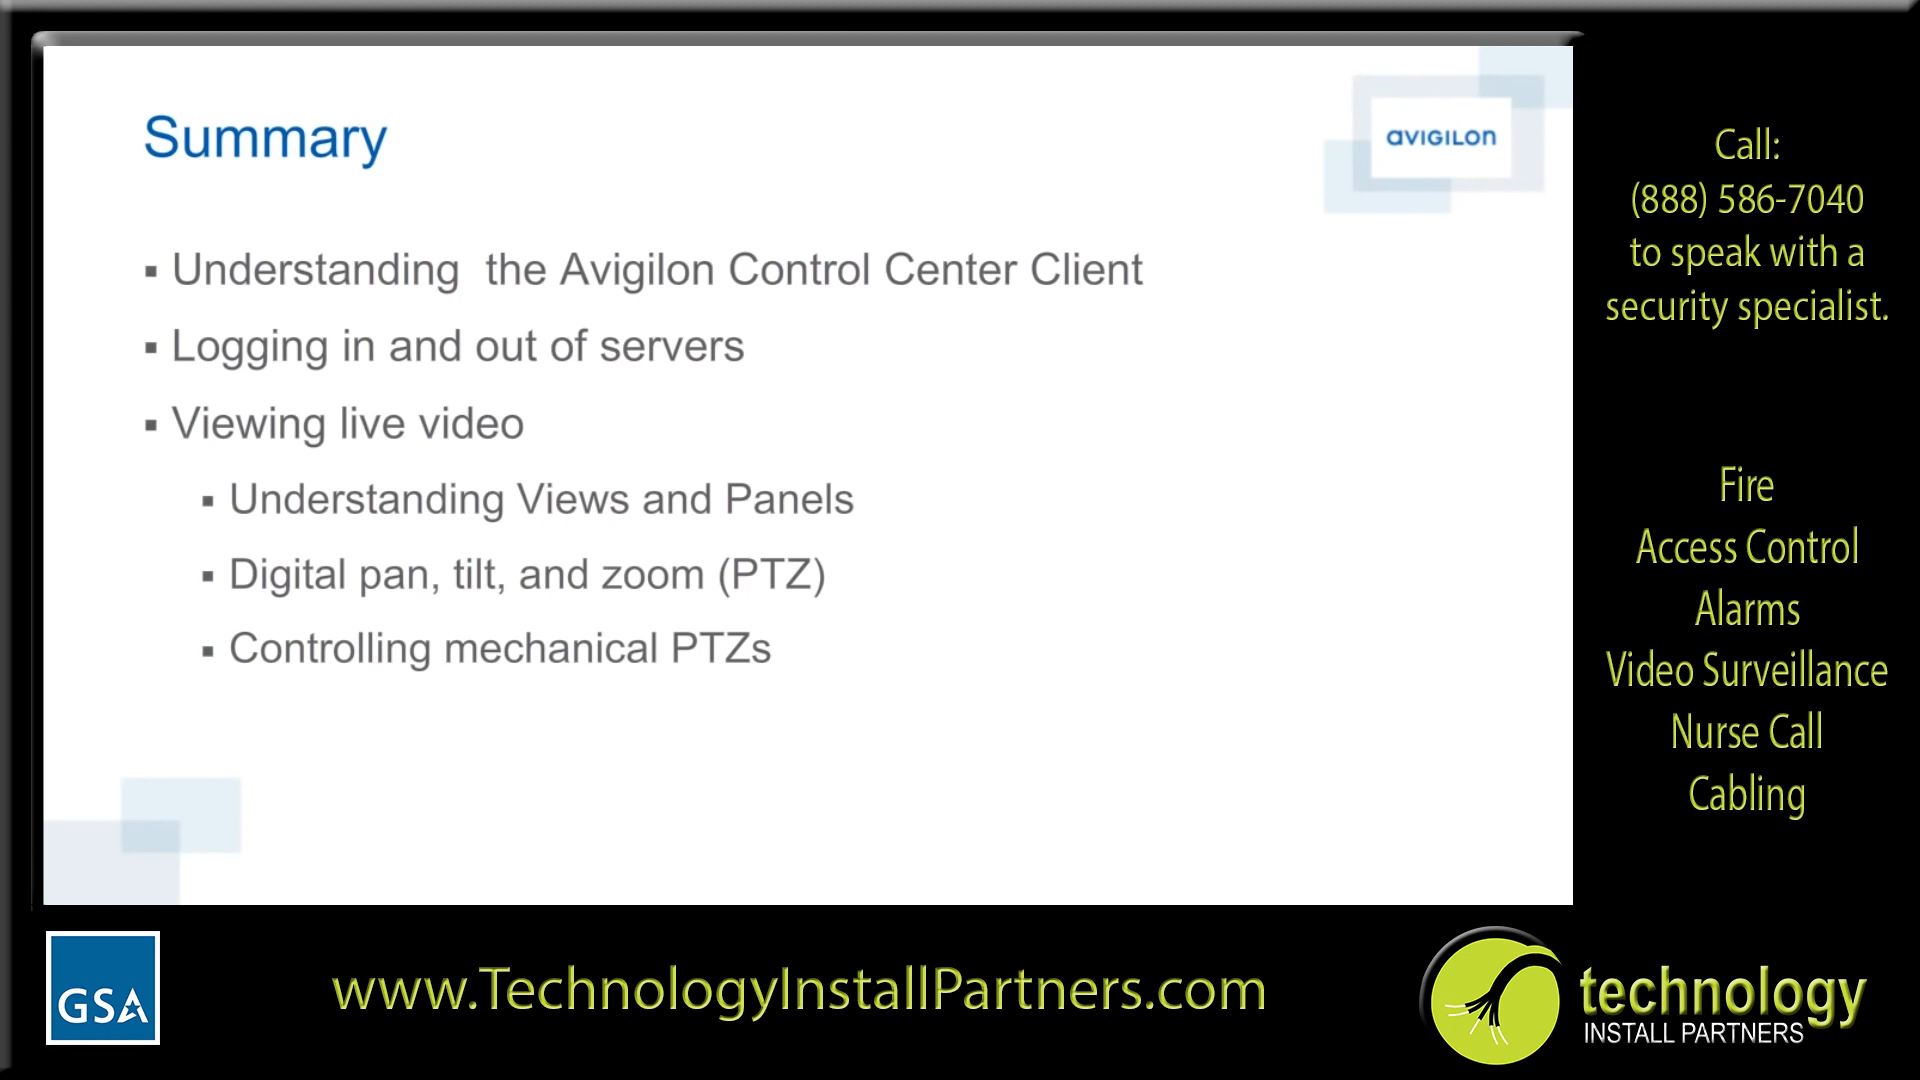 Summary
AVIGILON
▪ Understanding  the Avigilon Control Center Client
▪ Logging in and out of servers
▪ Viewing live video
▪ Understanding Views and Panels
▪ Digital pan, tilt, and zoom (PTZ)
▪ Controlling mechanical PTZs
Call:
(888) 586-7040
to speak with a
security specialist.
Fire
Access Control
Alarms
Video Surveillance
Nurse Call
Cabling
GSA
www.TechnologyInstallPartners.com
technology
INSTALL PARTNERS